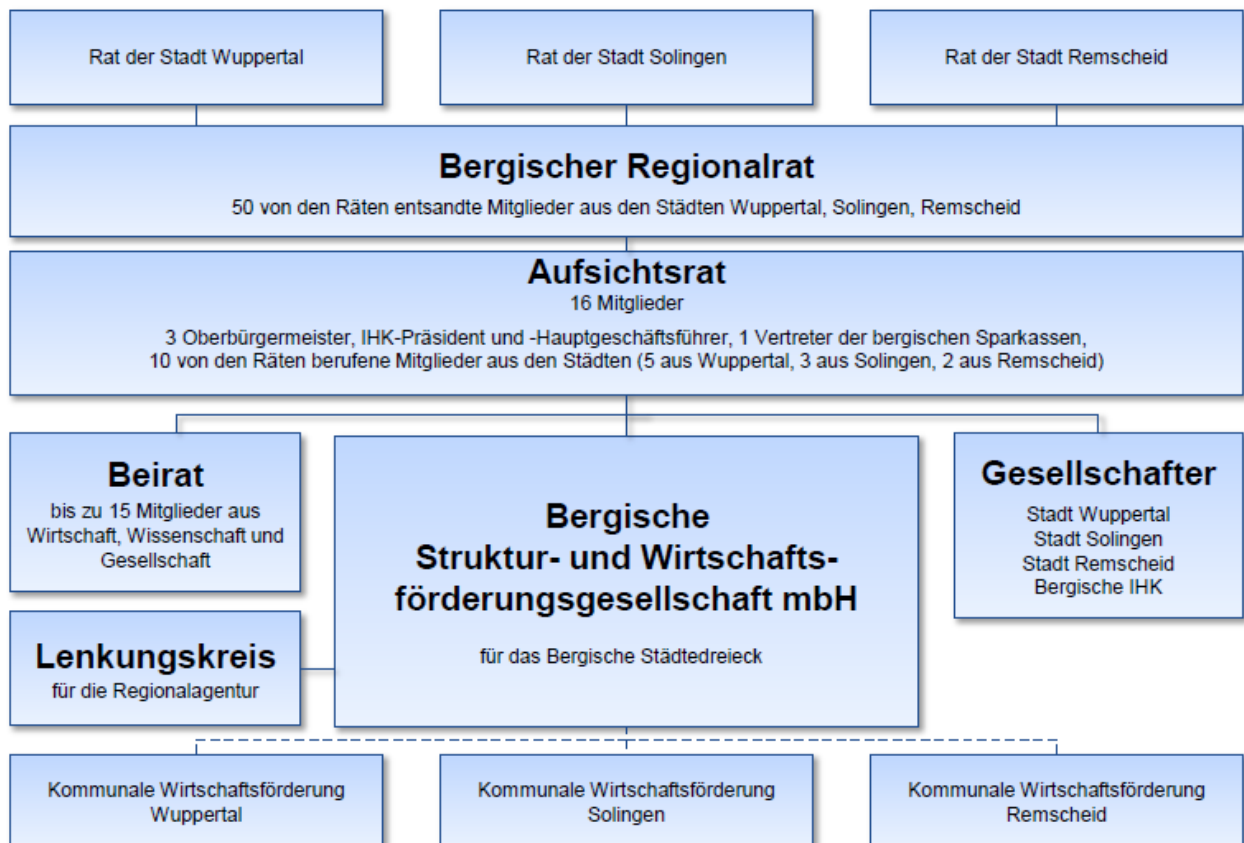 Rat der Stadt Wuppertal
Rat der Stadt Solingen
Rat der Stadt Remscheid
Bergischer Regionalrat
50 von den Räten entsandte Mitglieder aus den Städten Wuppertal, Solingen, Remscheid
Aufsichtsrat
16 Mitglieder
3 Oberbürgermeister, IHK-Präsident und -Hauptgeschäftsführer, 1 Vertreter der bergischen Sparkassen,
10 von den Räten berufene Mitglieder aus den Städten (5 aus Wuppertal, 3 aus Solingen, 2 aus Remscheid)
Beirat
bis zu 15 Mitglieder aus
Wirtschaft, Wissenschaft und
Gesellschaft
Bergische
Struktur- und Wirtschafts-
förderungsgesellschaft mbH
für das Bergische Städtedreieck
Gesellschafter
Stadt Wuppertal
Stadt Solingen
Stadt Remscheid
Bergische IHK
Lenkungskreis
für die Regionalagentur
Kommunale Wirtschaftsförderung
Wuppertal
Kommunale Wirtschaftsförderung
Solingen
Kommunale Wirtschaftsförderung
Remscheid